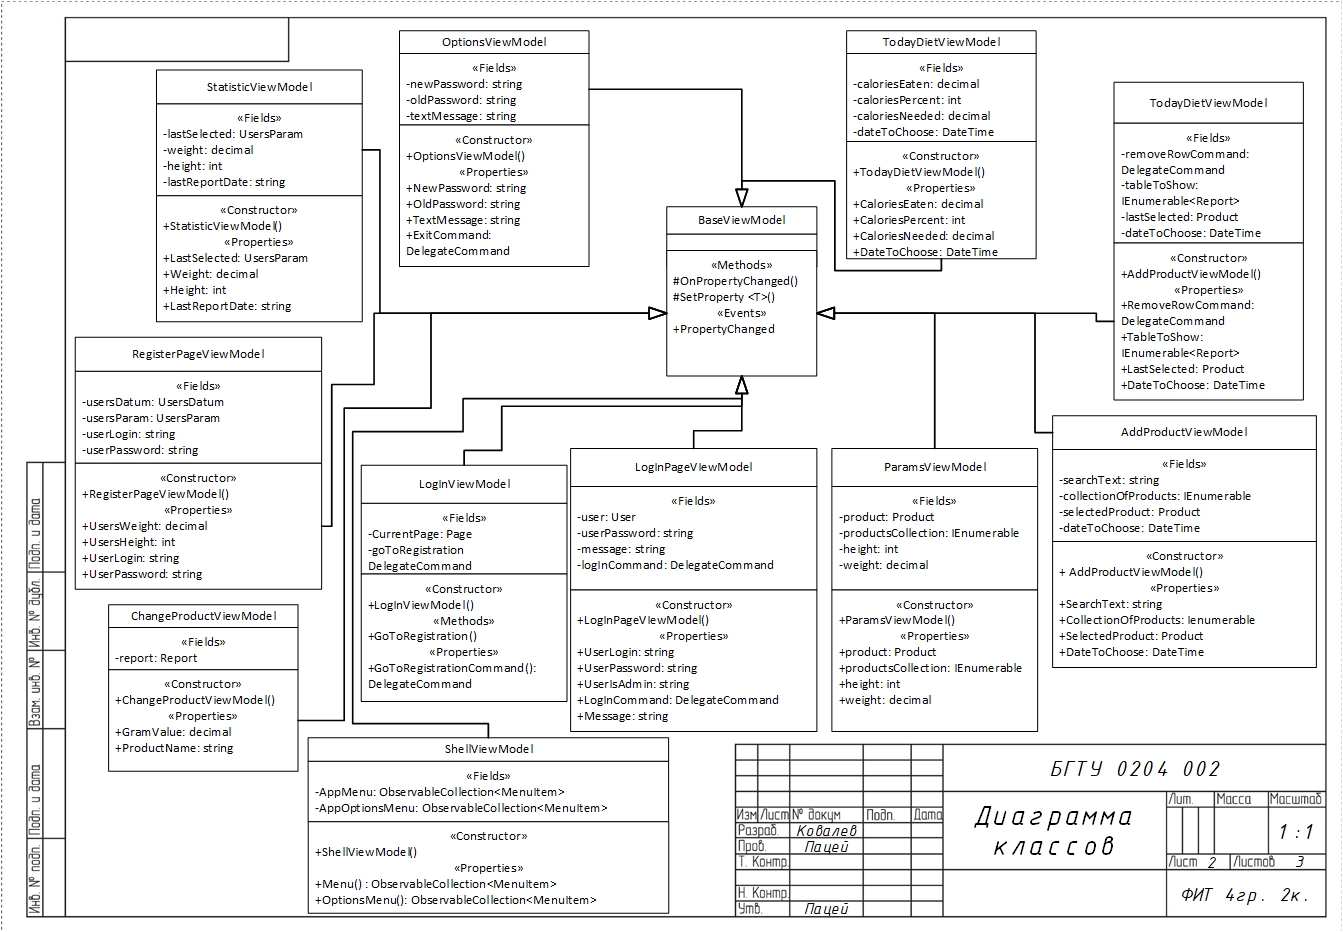 OptionsViewModel
«Fields»
-newPassword: string
-oldPassword: string
-textMessage: string
«Constructor»
+OptionsViewModel()
«Properties»
+NewPassword: string
+OldPassword: string
+TextMessage: string
+ExitCommand:
DelegateCommand
TodayDietViewModel
«Fields»
-caloriesEaten: decimal
-caloriesPercent: int
-caloriesNeeded: decimal
-dateToChoose: DateTime
«Constructor»
+TodayDietViewModel()
«Properties»
+CaloriesEaten: decimal
+CaloriesPercent: int
+CaloriesNeeded: decimal
+DateToChoose: DateTime
StatisticViewModel
«Fields»
-lastSelected: UsersParam
-weight: decimal
-height: int
-lastReportDate: string
«Constructor»
+StatisticViewModel()
«Properties»
+LastSelected: UsersParam
+Weight: decimal
+Height: int
+LastReportDate: string
TodayDietViewModel
«Fields»
-removeRowCommand:
DelegateCommand
-tableToShow:
IEnumerable<Report>
-lastSelected: Product
-dateToChoose: DateTime
«Constructor»
+AddProductViewModel()
«Properties»
+RemoveRowCommand:
DelegateCommand
+TableToShow:
IEnumerable<Report>
+LastSelected: Product
+DateToChoose: DateTime
BaseViewModel
«Methods»
#OnPropertyChanged()
#SetProperty <T>()
«Events»
+PropertyChanged
RegisterPageViewModel
«Fields»
-usersDatum: UsersDatum
-usersParam: UsersParam
-userLogin: string
-userPassword: string
«Constructor»
+RegisterPageViewModel()
«Properties»
+UsersWeight: decimal
+UsersHeight: int
+UserLogin: string
+UserPassword: string
AddProductViewModel
«Fields»
-searchText: string
-collectionOfProducts: IEnumerable
-selectedProduct: Product
-dateToChoose: DateTime
«Constructor»
+ AddProductViewModel()
«Properties»
+SearchText: string
+CollectionOfProducts: Ienumerable
+SelectedProduct: Product
+DateToChoose: DateTime
LogInViewModel
«Fields»
-CurrentPage: Page
-goToRegistration
DelegateCommand
«Constructor»
+LogInViewModel()
«Methods»
+GoToRegistration()
«Properties»
+GoToRegistrationCommand():
DelegateCommand
LogInPageViewModel
«Fields»
-user: User
-userPassword: string
-message: string
-logInCommand: DelegateCommand
«Constructor»
+LogInPageViewModel()
«Properties»
+UserLogin: string
+UserPassword: string
+UserIsAdmin: string
+LogInCommand: DelegateCommand
+Message: string
ParamsViewModel
«Fields»
-product: Product
-productsCollection: IEnumerable
-height: int
-weight: decimal
«Constructor»
+ParamsViewModel()
«Properties»
+product: Product
+productsCollection: IEnumerable
+height: int
+weight: decimal
ChangeProductViewModel
«Fields»
-report: Report
«Constructor»
+ChangeProductViewModel()
«Properties»
+GramValue: decimal
+ProductName: string
ShellViewModel
«Fields»
-AppMenu: ObservableCollection<MenuItem>
-AppOptionsMenu: ObservableCollection<MenuItem>
«Constructor»
+ShellViewModel()
«Properties»
+Menu() : ObservableCollection<MenuItem>
+OptionsMenu(): ObservableCollection<MenuItem>
Подп. и дата
Инв. № дубл.
Взам. инв. №
Подп. и дата
Инв. № подп.
БГТУ 0204 002
Изм Лист № докум Подп. Дата
Разраб. Ковалев
Пров. Пацей
Т. Контр.
Н. Контр.
Утв. Пацей
Диаграмма
классов
Лит. Масса Масштаб
1 : 1
Лист 2 Листов 3
ФИТ 4гр. 2к.